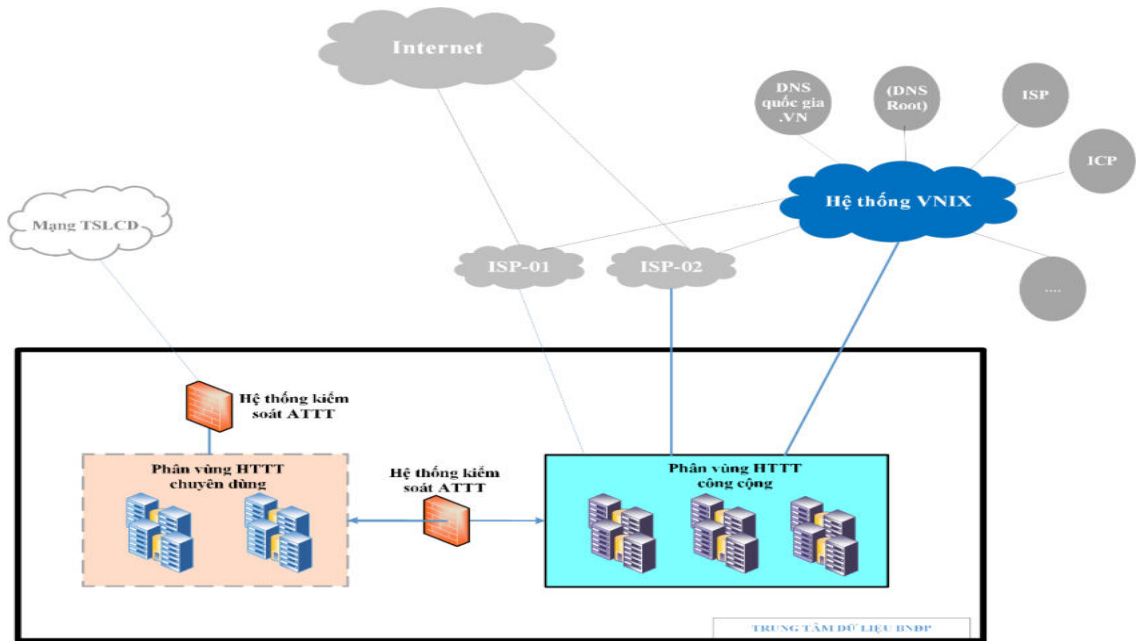 Internet
DNS
quốc gia
.VN
(DNS
Root)
ISP
ICP
Hệ thống VNIX
Mạng TSLCD
ISP-01
ISP-02
....
Hệ thống kiểm
soát ATTT
Phân vùng HTTT
chuyên dùng
Hệ thống kiểm
soát ATTT
Phân vùng HTTT
công cộng
TRUNG TÂM DỮ LIỆU BNĐP